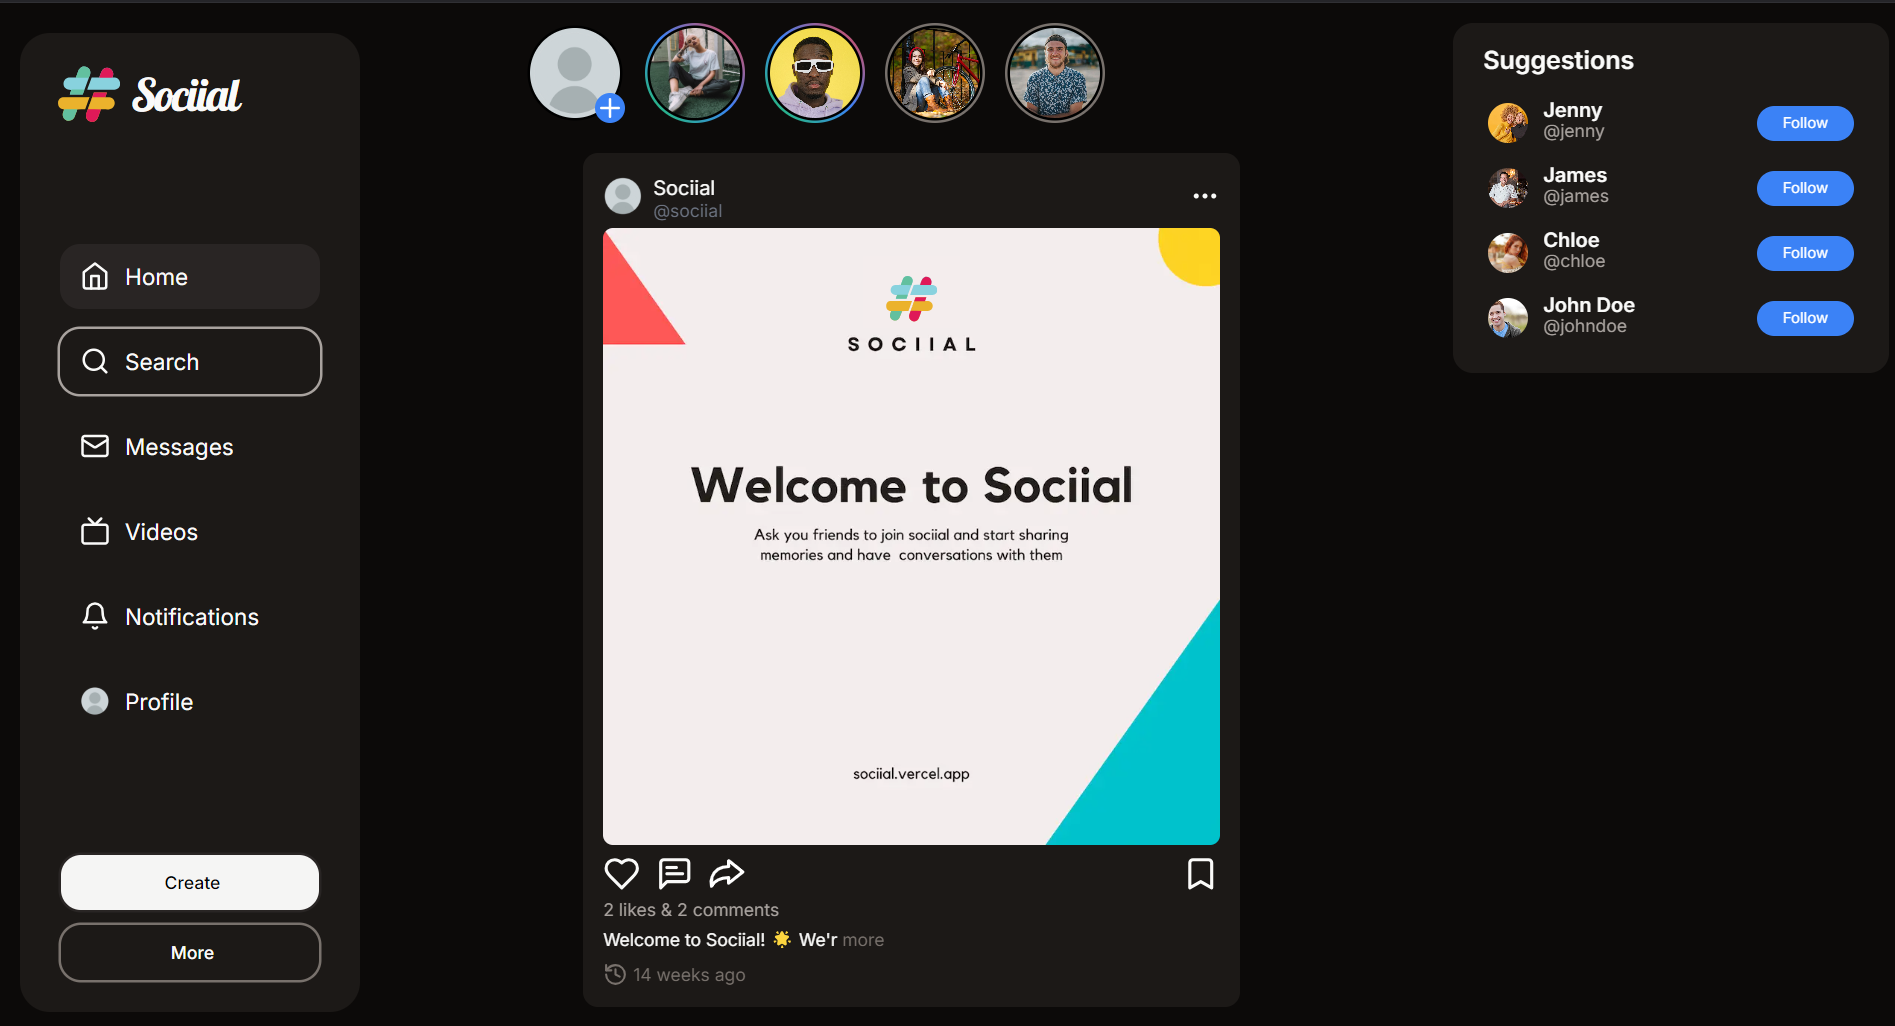 Sociial
Home
Search
Messages
Videos
Notifications
Profile
Create
More
Sociial
@sociial
SOCIIAL
Welcome to Sociial
Ask you friends to join sociial and start sharing
memories and have conversations with them
sociial.vercel.app
2 likes & 2 comments
Welcome to Sociial! 🌟 We'r more
14 weeks ago
Suggestions
Jenny
@jenny
Follow
James
@james
Follow
Chloe
@chloe
Follow
John Doe
@johndoe
Follow